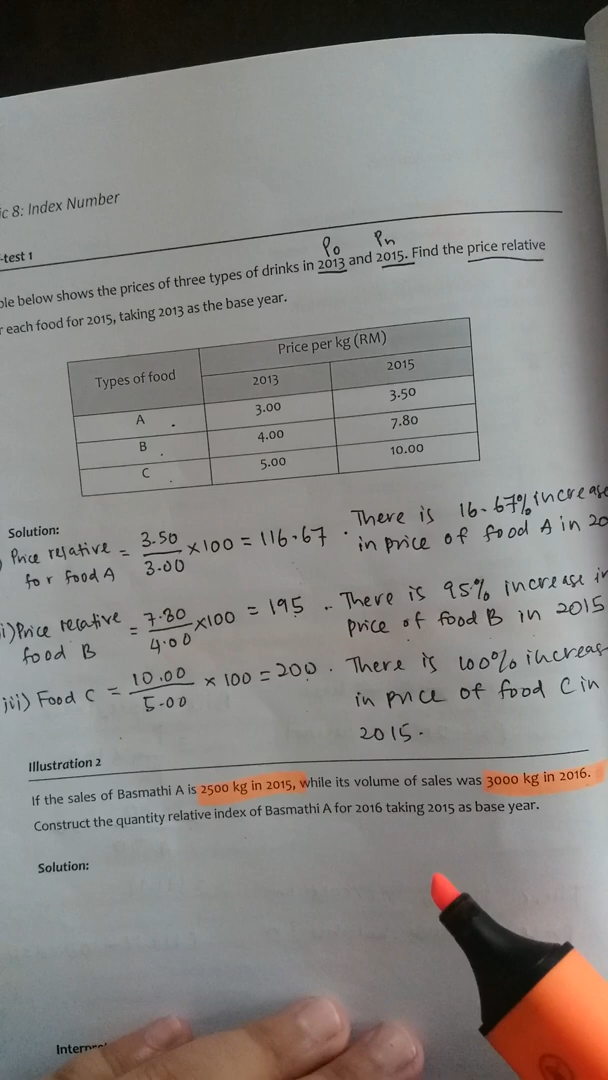 ic 8: Index Number
-test 1
Po Pn
ble below shows the prices of three types of drinks in 2013 and 2015. Find the price relative
r each food for 2015, taking 2013 as the base year.
Types of food Price per kg (RM)
2013 2015
A 3.00 3.50
B 4.00 7.80
C 5.00 10.00
Solution:
) Price relative for food A = 3.50 / 3.00 × 100 = 116.67 . There is 16.67% increase
in price of food A in 20
i) Price relative food B = 7.80 / 4.00 × 100 = 195 .. There is 95% increase in
price of food B in 2015
iii) Food C = 10.00 / 5.00 × 100 = 200 . There is 100% increas
in price of food C in
2015.
Illustration 2
If the sales of Basmathi A is 2500 kg in 2015, while its volume of sales was 3000 kg in 2016.
Construct the quantity relative index of Basmathi A for 2016 taking 2015 as base year.
Solution: